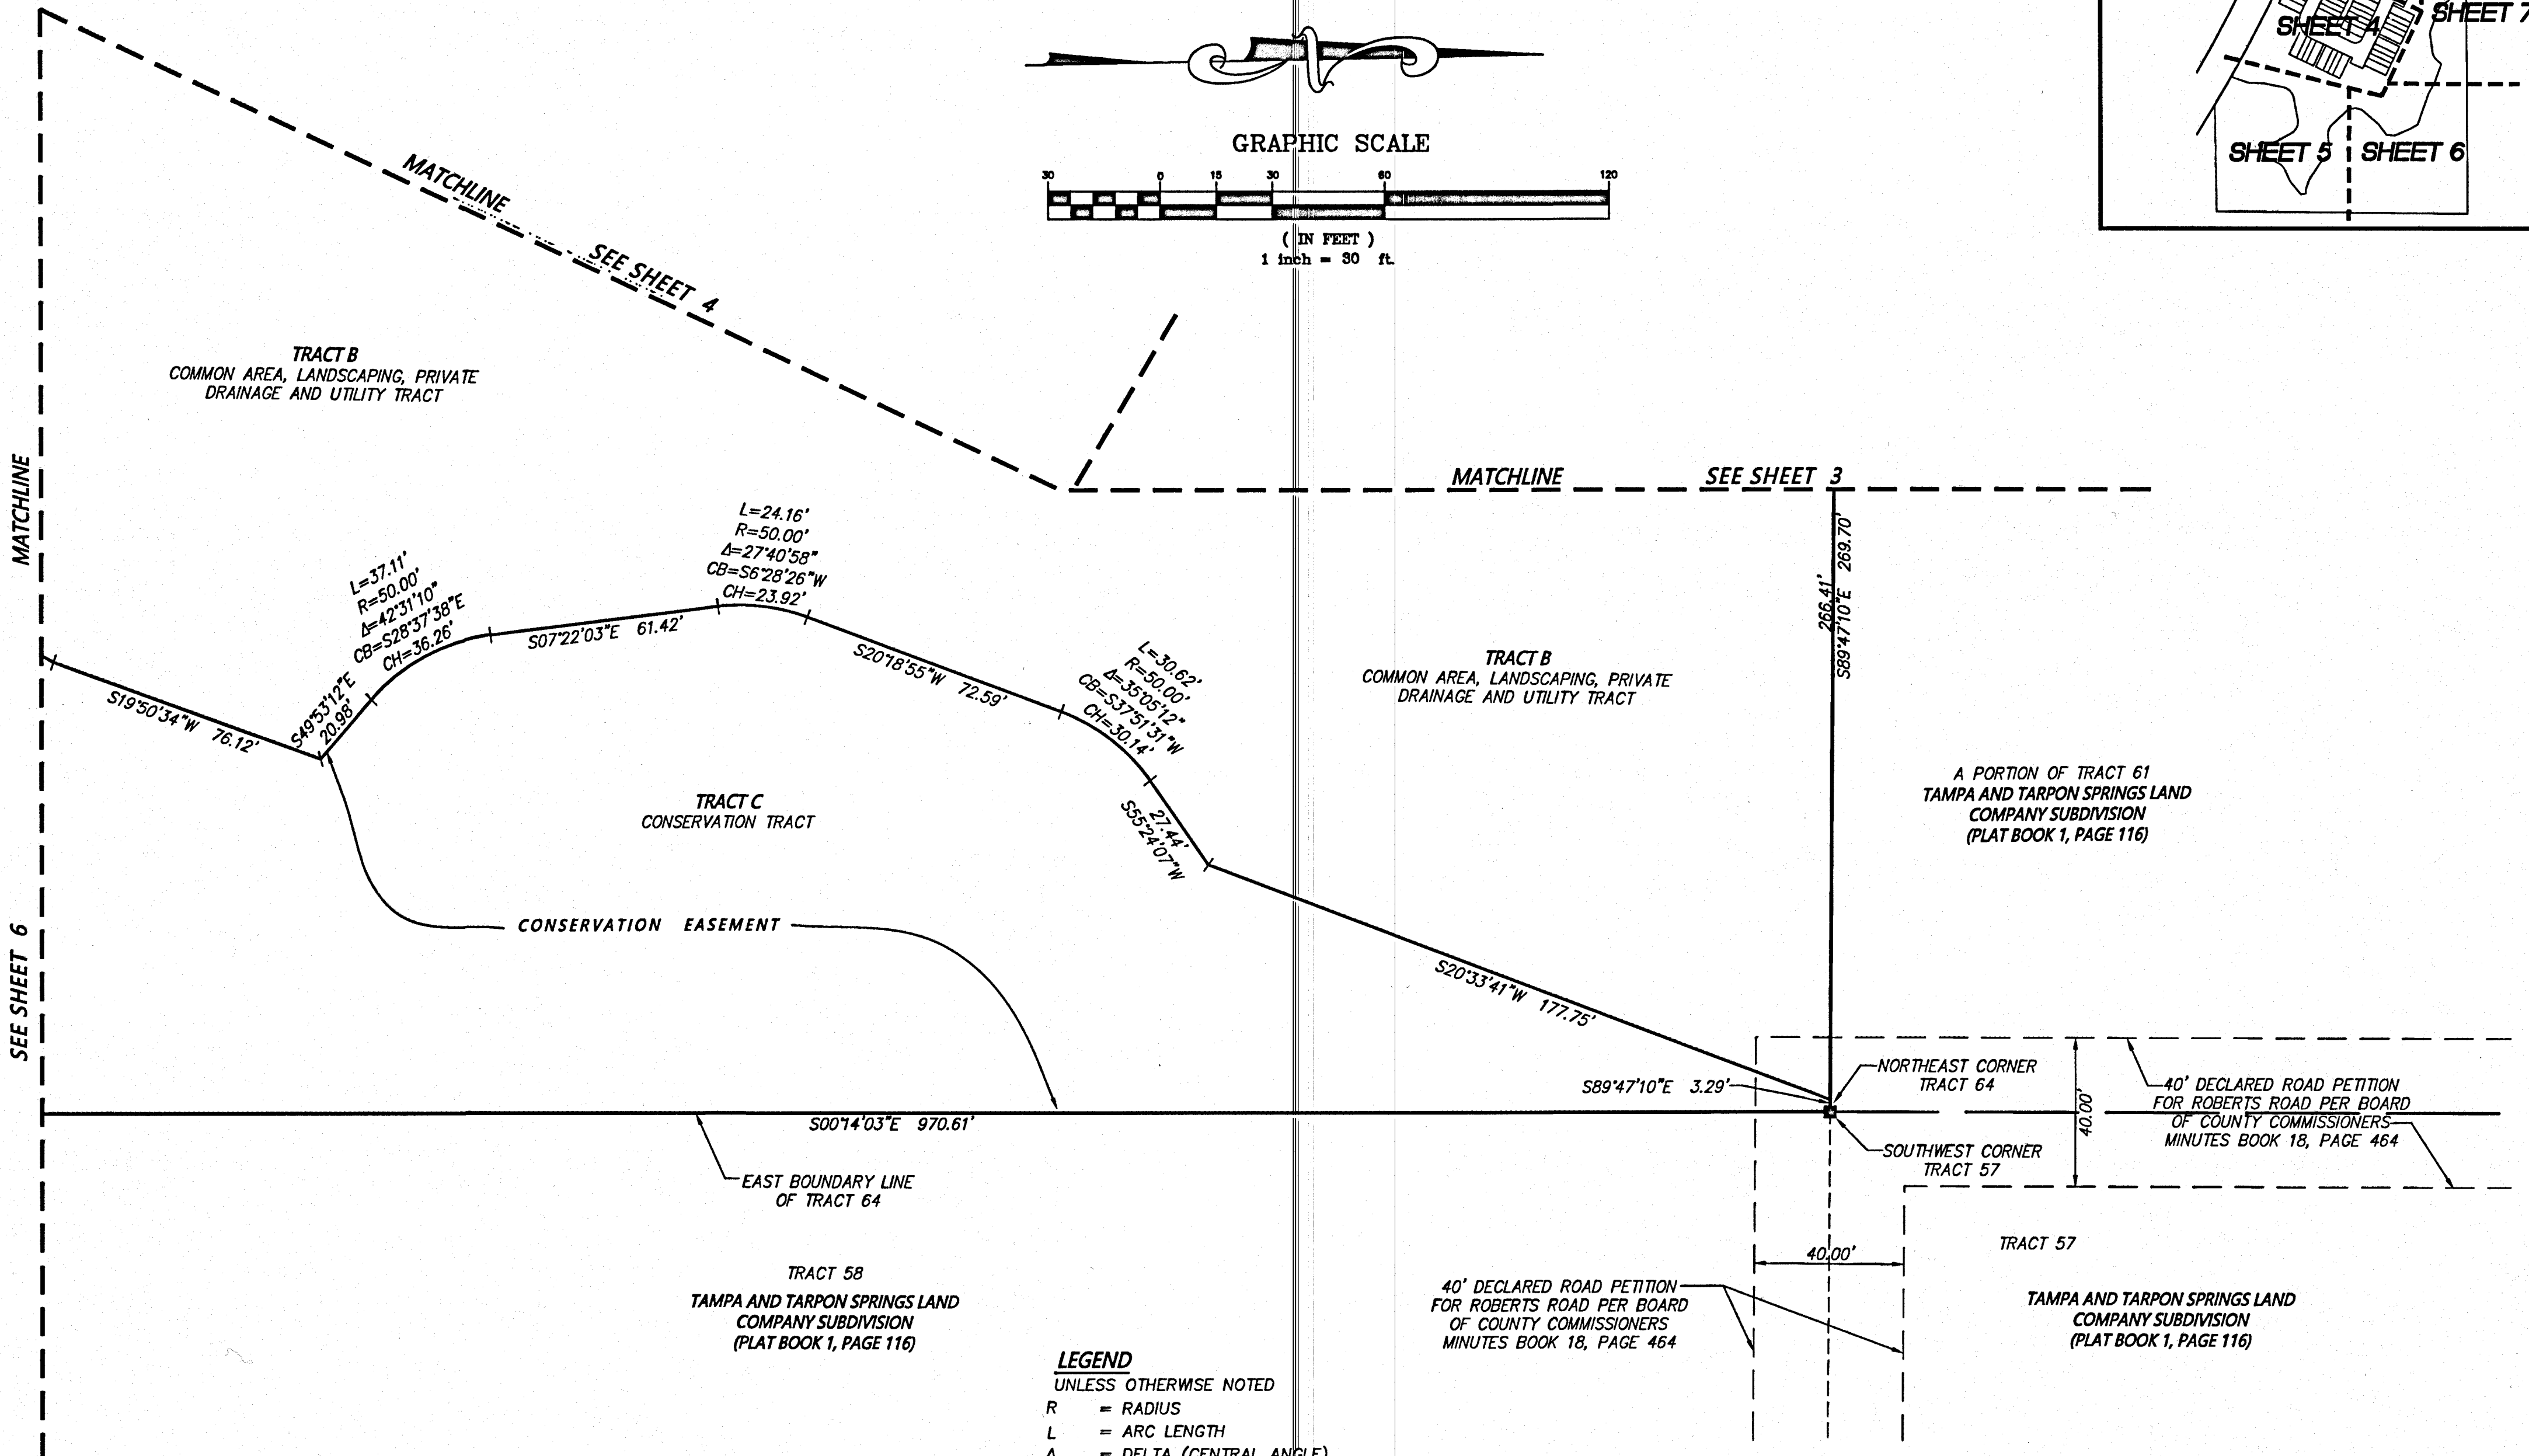 SHEET 4
SHEET 7
SHEET 5
SHEET 6
GRAPHIC SCALE
30 0 15 30 60 120
( IN FEET )
1 inch = 30 ft.
MATCHLINE
SEE SHEET 4
TRACT B
COMMON AREA, LANDSCAPING, PRIVATE
DRAINAGE AND UTILITY TRACT
MATCHLINE
SEE SHEET 6
MATCHLINE SEE SHEET 3
L=37.11'
R=50.00'
Δ=42°31'10"
CB=S28°37'38"E
CH=36.26'
L=24.16'
R=50.00'
Δ=27°40'58"
CB=S6°28'26"W
CH=23.92'
S07°22'03"E 61.42'
S20°18'55"W 72.59'
S19°50'34"W 76.12'
S49°53'12"E
20.98'
L=30.62'
R=50.00'
Δ=35°05'12"
CB=S37°51'31"W
CH=30.14'
27.44'
S55°24'07"W
TRACT B
COMMON AREA, LANDSCAPING, PRIVATE
DRAINAGE AND UTILITY TRACT
266.41'
S89°47'10"E 269.70'
A PORTION OF TRACT 61
TAMPA AND TARPON SPRINGS LAND
COMPANY SUBDIVISION
(PLAT BOOK 1, PAGE 116)
TRACT C
CONSERVATION TRACT
CONSERVATION EASEMENT
S20°33'41"W 177.75'
S89°47'10"E 3.29'
NORTHEAST CORNER
TRACT 64
SOUTHWEST CORNER
TRACT 57
40.00'
40' DECLARED ROAD PETITION
FOR ROBERTS ROAD PER BOARD
OF COUNTY COMMISSIONERS
MINUTES BOOK 18, PAGE 464
S00°14'03"E 970.61'
EAST BOUNDARY LINE
OF TRACT 64
TRACT 58
TAMPA AND TARPON SPRINGS LAND
COMPANY SUBDIVISION
(PLAT BOOK 1, PAGE 116)
40.00'
40' DECLARED ROAD PETITION
FOR ROBERTS ROAD PER BOARD
OF COUNTY COMMISSIONERS
MINUTES BOOK 18, PAGE 464
TRACT 57
TAMPA AND TARPON SPRINGS LAND
COMPANY SUBDIVISION
(PLAT BOOK 1, PAGE 116)
LEGEND
UNLESS OTHERWISE NOTED
R = RADIUS
L = ARC LENGTH
Δ = DELTA (CENTRAL ANGLE)